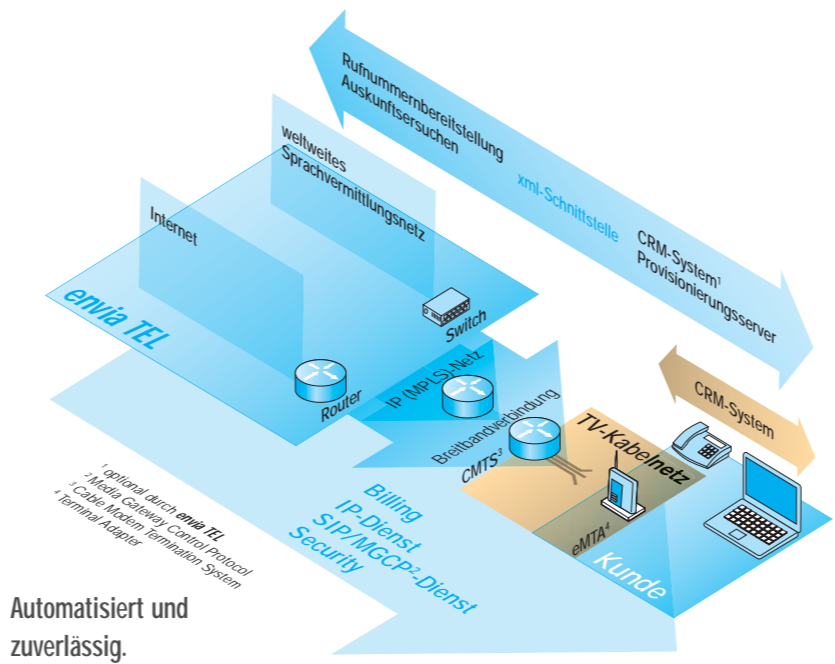 Rufnummernbereitstellung
Auskunftsersuchen
xml-Schnittstelle
CRM-System¹
Provisionierungsserver
weltweites
Sprachvermittlungsnetz
Internet
envia TEL
Switch
Router
IP (MPLS)-Netz
Breitbandverbindung
CMTS³
TV-Kabelnetz
CRM-System
eMTA⁴
Kunde
Billing
IP-Dienst
SIP/MGCP²-Dienst
Security
¹ optional durch envia TEL
² Media Gateway Control Protocol
³ Cable Modem Termination System
⁴ Terminal Adapter
Automatisiert und
zuverlässig.